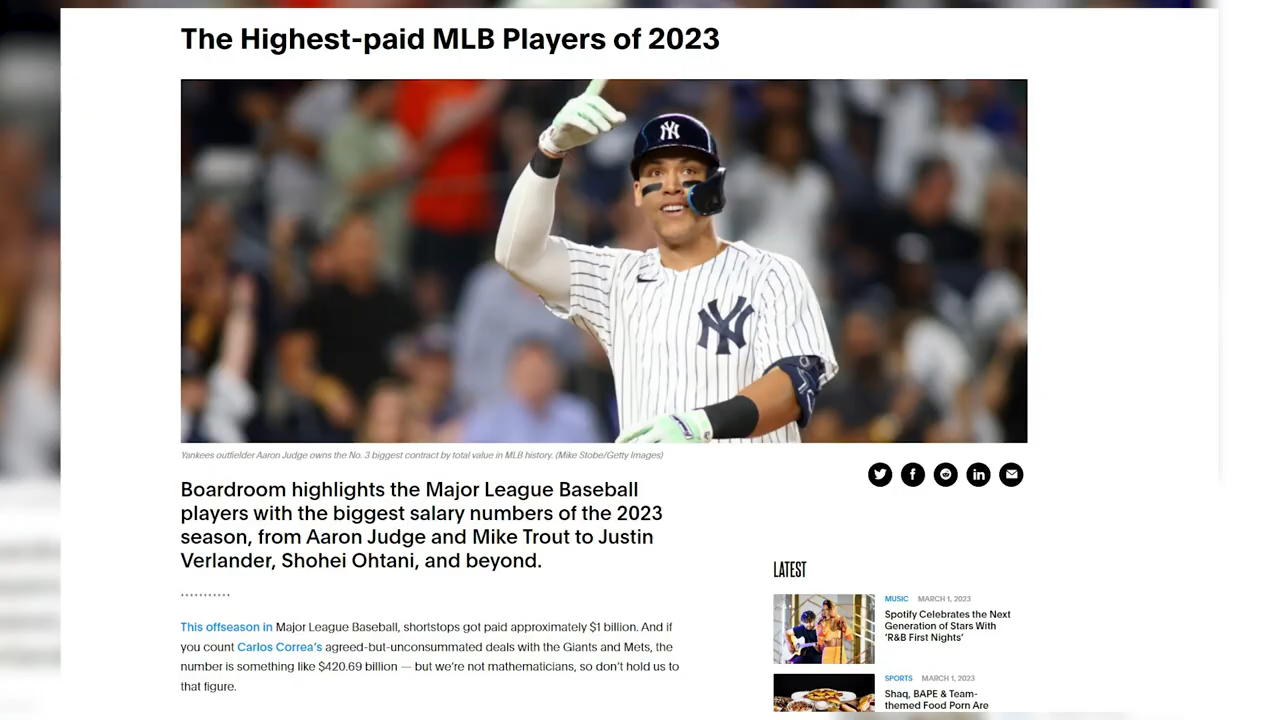 The Highest-paid MLB Players of 2023
NY
NY
Yankees outfielder Aaron Judge owns the No. 3 biggest contract by total value in MLB history. (Mike Stobe/Getty Images)
Boardroom highlights the Major League Baseball
players with the biggest salary numbers of the 2023
season, from Aaron Judge and Mike Trout to Justin
Verlander, Shohei Ohtani, and beyond.
...........
This offseason in Major League Baseball, shortstops got paid approximately $1 billion. And if
you count Carlos Correa's agreed-but-unconsummated deals with the Giants and Mets, the
number is something like $420.69 billion — but we're not mathematicians, so don't hold us to
that figure.
in
LATEST
MUSIC MARCH 1, 2023
Spotify Celebrates the Next
Generation of Stars With
'R&B First Nights'
SPORTS MARCH 1, 2023
Shaq, BAPE & Team-
themed Food Porn Are